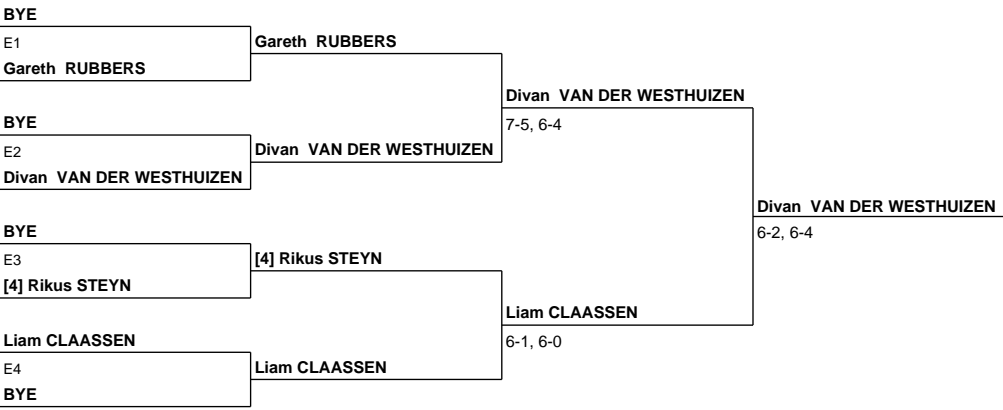 BYE
E1
Gareth RUBBERS
Gareth RUBBERS
BYE
E2
Divan VAN DER WESTHUIZEN
Divan VAN DER WESTHUIZEN
Divan VAN DER WESTHUIZEN
7-5, 6-4
BYE
E3
[4] Rikus STEYN
[4] Rikus STEYN
Liam CLAASSEN
E4
BYE
Liam CLAASSEN
Liam CLAASSEN
6-1, 6-0
Divan VAN DER WESTHUIZEN
6-2, 6-4